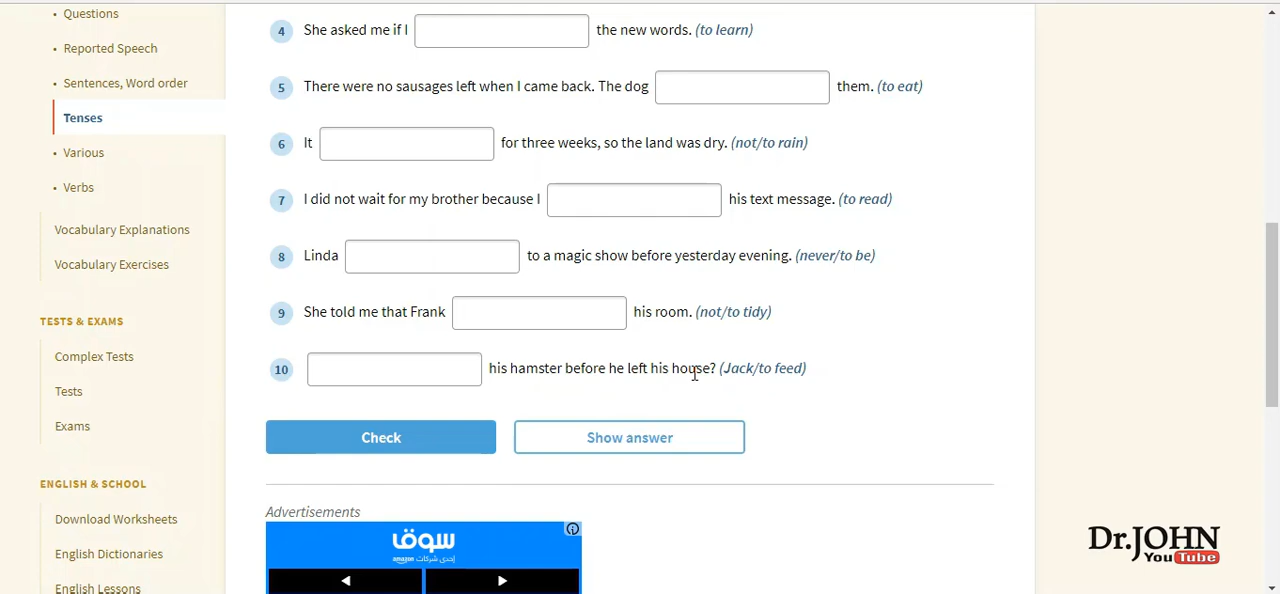 Questions
Reported Speech
Sentences, Word order
Tenses
Various
Verbs
Vocabulary Explanations
Vocabulary Exercises
TESTS & EXAMS
Complex Tests
Tests
Exams
ENGLISH & SCHOOL
Download Worksheets
English Dictionaries
English Lessons
4 She asked me if I the new words. (to learn)
5 There were no sausages left when I came back. The dog them. (to eat)
6 It for three weeks, so the land was dry. (not/to rain)
7 I did not wait for my brother because I his text message. (to read)
8 Linda to a magic show before yesterday evening. (never/to be)
9 She told me that Frank his room. (not/to tidy)
10 his hamster before he left his house? (Jack/to feed)
Check Show answer
Advertisements
سوق
إحدى شركات amazon
Dr.JOHN
YouTube